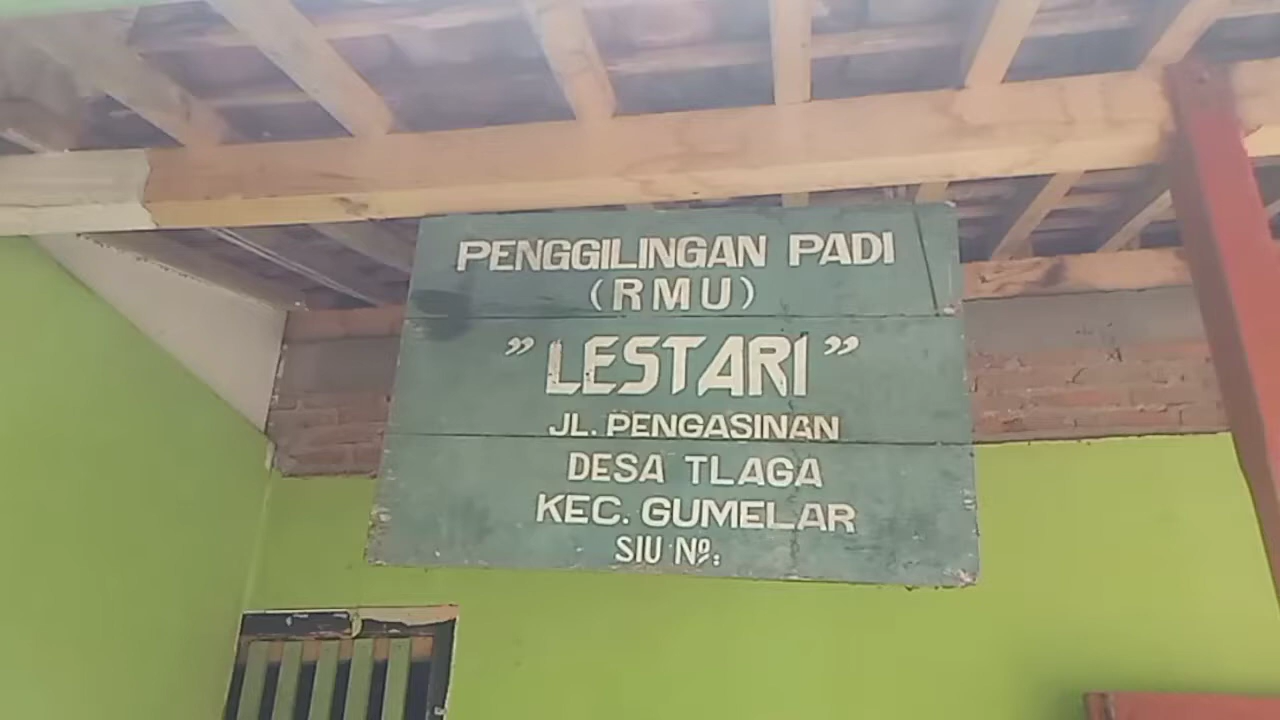 PENGGILINGAN PADI
(RMU)
”LESTARI”
JL. PENGASINAN
DESA TLAGA
KEC. GUMELAR
SIU Nº: